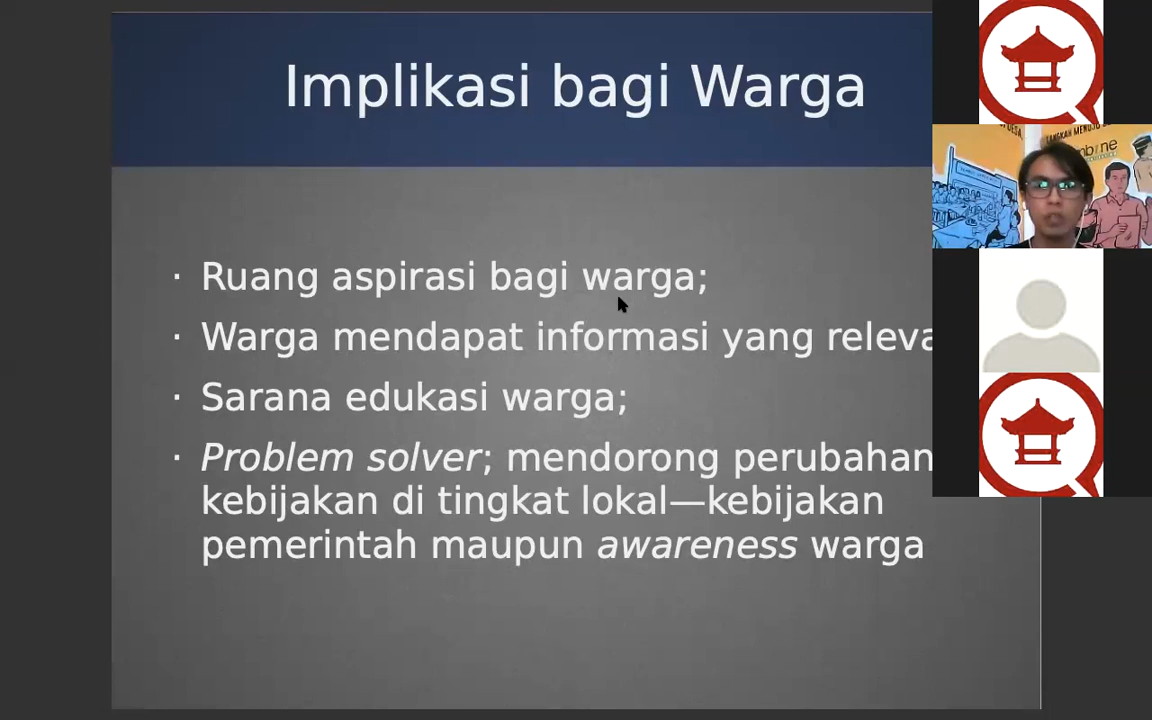 Implikasi bagi Warga
· Ruang aspirasi bagi warga;
· Warga mendapat informasi yang releva
· Sarana edukasi warga;
· Problem solver; mendorong perubahan
kebijakan di tingkat lokal—kebijakan
pemerintah maupun awareness warga